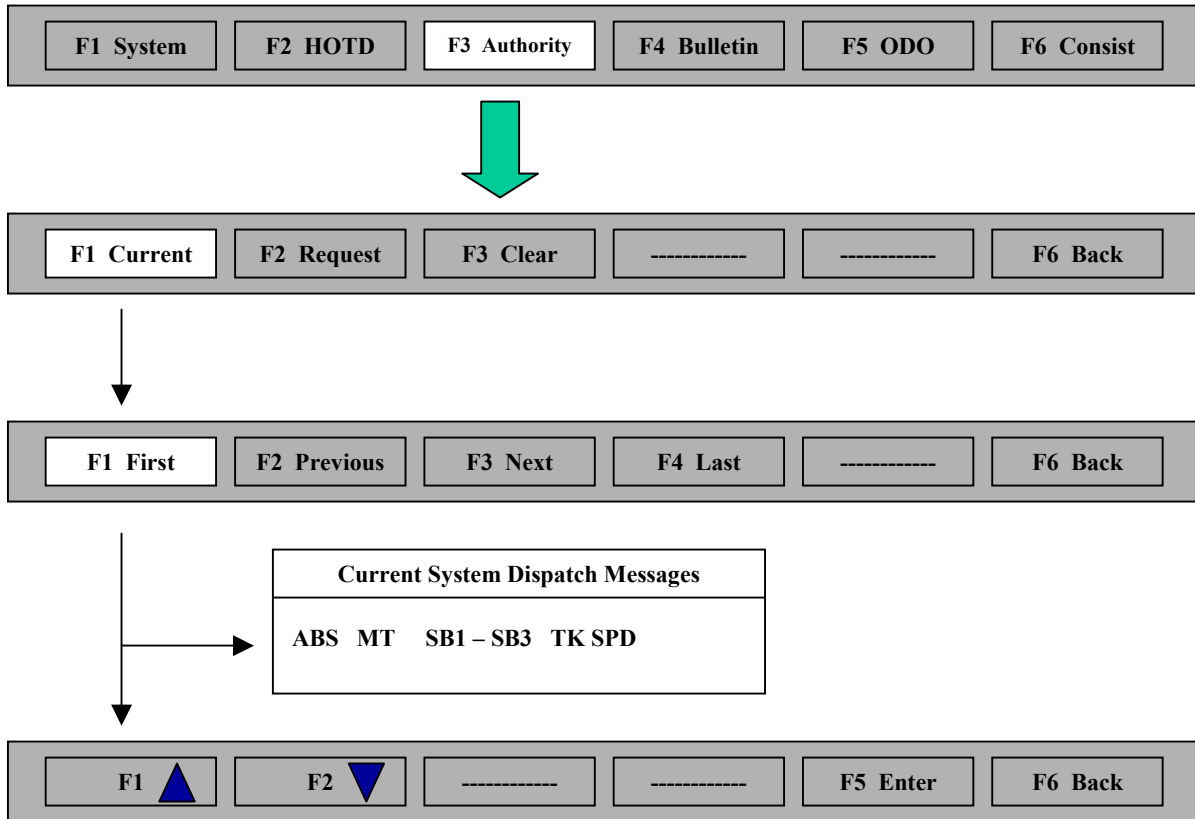 F1 System F2 HOTD F3 Authority F4 Bulletin F5 ODO F6 Consist
F1 Current F2 Request F3 Clear ------------ ------------ F6 Back
F1 First F2 Previous F3 Next F4 Last ------------ F6 Back
Current System Dispatch Messages
ABS MT SB1 – SB3 TK SPD
F1 F2 ------------ ------------ F5 Enter F6 Back